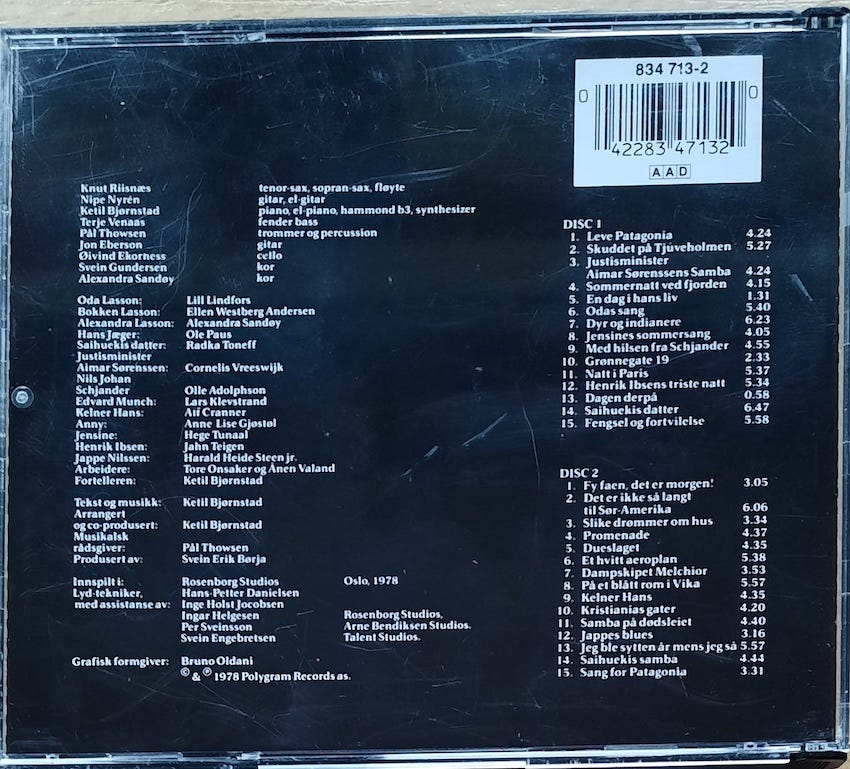 834 713-2
0 42283 47132 0
AAD
Knut Riisnæs tenor-sax, sopran-sax, fløyte
Nipe Nyrén gitar, el-gitar
Ketil Bjørnstad piano, el-piano, hammond b3, synthesizer
Terje Venaas fender bass
Pål Thowsen trommer og percussion
Jon Eberson gitar
Øivind Ekorness cello
Svein Gundersen kor
Alexandra Sandøy kor
Oda Lasson: Lill Lindfors
Bokken Lasson: Ellen Westberg Andersen
Alexandra Lasson: Alexandra Sandøy
Hans Jæger: Ole Paus
Saihuekis datter: Radka Toneff
Justisminister
Aimar Sørenssen: Cornelis Vreeswijk
Nils Johan
Schjander Olle Adolphson
Edvard Munch: Lars Klevstrand
Kelner Hans: Alf Cranner
Anny: Anne Lise Gjøstøl
Jensine: Hege Tunaal
Henrik Ibsen: Jahn Teigen
Jappe Nilssen: Harald Heide Steen jr.
Arbeidere: Tore Onsaker og Ånen Valand
Fortelleren: Ketil Bjørnstad
Tekst og musikk: Ketil Bjørnstad
Arrangert
og co-produsert: Ketil Bjørnstad
Musikalsk
rådsgiver: Pål Thowsen
Produsert av: Svein Erik Børja
Innspilt i: Rosenborg Studios Oslo, 1978
Lyd-tekniker, Hans-Petter Danielsen
med assistanse av: Inge Holst Jocobsen
Ingar Helgesen Rosenborg Studios,
Per Sveinsson Arne Bendiksen Studios.
Svein Engebretsen Talent Studios.
Grafisk formgiver: Bruno Oldani
© & ℗ 1978 Polygram Records as.
DISC 1
1. Leve Patagonia 4.24
2. Skuddet på Tjuveholmen 5.27
3. Justisminister
Aimar Sørenssens Samba 4.24
4. Sommernatt ved fjorden 4.15
5. En dag i hans liv 1.31
6. Odas sang 5.40
7. Dyr og indianere 6.23
8. Jensines sommersang 4.05
9. Med hilsen fra Schjander 4.55
10. Grønnegate 19 2.33
11. Natt i Paris 5.37
12. Henrik Ibsens triste natt 5.34
13. Dagen derpå 0.58
14. Saihuekis datter 6.47
15. Fengsel og fortvilelse 5.58
DISC 2
1. Fy faen, det er morgen! 3.05
2. Det er ikke så langt
til Sør-Amerika 6.06
3. Slike drømmer om hus 3.34
4. Promenade 4.37
5. Dueslaget 4.35
6. Et hvitt aeroplan 5.38
7. Dampskipet Melchior 3.53
8. På et blått rom i Vika 5.57
9. Kelner Hans 4.35
10. Kristianias gater 4.20
11. Samba på dødsleiet 4.40
12. Jappes blues 3.16
13. Jeg ble sytten år mens jeg så 5.57
14. Saihuekis samba 4.44
15. Sang for Patagonia 3.31